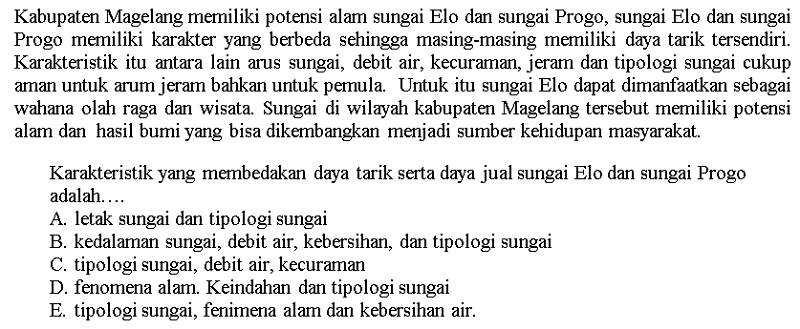 Kabupaten Magelang memiliki potensi alam sungai Elo dan sungai Progo, sungai Elo dan sungai
Progo memiliki karakter yang berbeda sehingga masing-masing memiliki daya tarik tersendiri.
Karakteristik itu antara lain arus sungai, debit air, kecuraman, jeram dan tipologi sungai cukup
aman untuk arum jeram bahkan untuk pemula. Untuk itu sungai Elo dapat dimanfaatkan sebagai
wahana olah raga dan wisata. Sungai di wilayah kabupaten Magelang tersebut memiliki potensi
alam dan hasil bumi yang bisa dikembangkan menjadi sumber kehidupan masyarakat.
Karakteristik yang membedakan daya tarik serta daya jual sungai Elo dan sungai Progo
adalah....
A. letak sungai dan tipologi sungai
B. kedalaman sungai, debit air, kebersihan, dan tipologi sungai
C. tipologi sungai, debit air, kecuraman
D. fenomena alam. Keindahan dan tipologi sungai
E. tipologi sungai, fenimena alam dan kebersihan air.